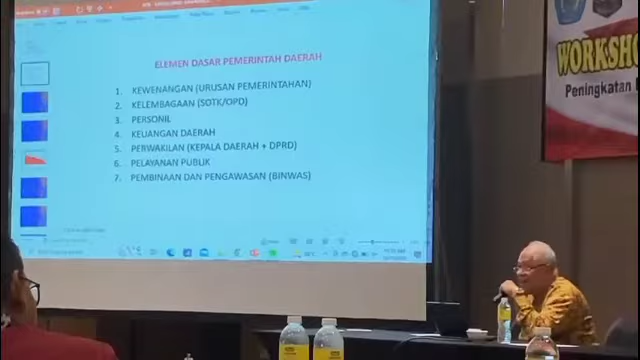 ELEMEN DASAR PEMERINTAH DAERAH
1. KEWENANGAN (URUSAN PEMERINTAHAN)
2. KELEMBAGAAN (SOTK/OPD)
3. PERSONIL
4. KEUANGAN DAERAH
5. PERWAKILAN (KEPALA DAERAH + DPRD)
6. PELAYANAN PUBLIK
7. PEMBINAAN DAN PENGAWASAN (BINWAS)
WORKSHO
Peningkatan